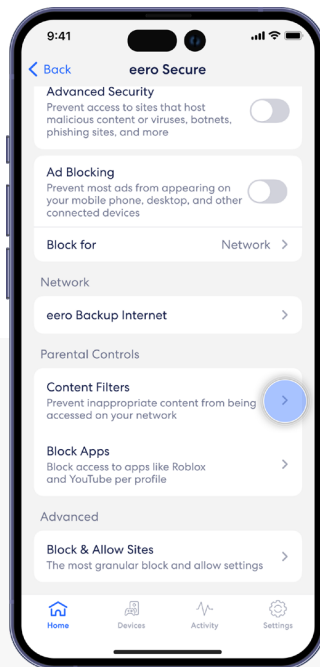 9:41
Back
eero Secure
Advanced Security
Prevent access to sites that host
malicious content or viruses, botnets,
phishing sites, and more
Ad Blocking
Prevent most ads from appearing on
your mobile phone, desktop, and other
connected devices
Block for
Network
Network
eero Backup Internet
Parental Controls
Content Filters
Prevent inappropriate content from being
accessed on your network
Block Apps
Block access to apps like Roblox
and YouTube per profile
Advanced
Block & Allow Sites
The most granular block and allow settings
Home
Devices
Activity
Settings